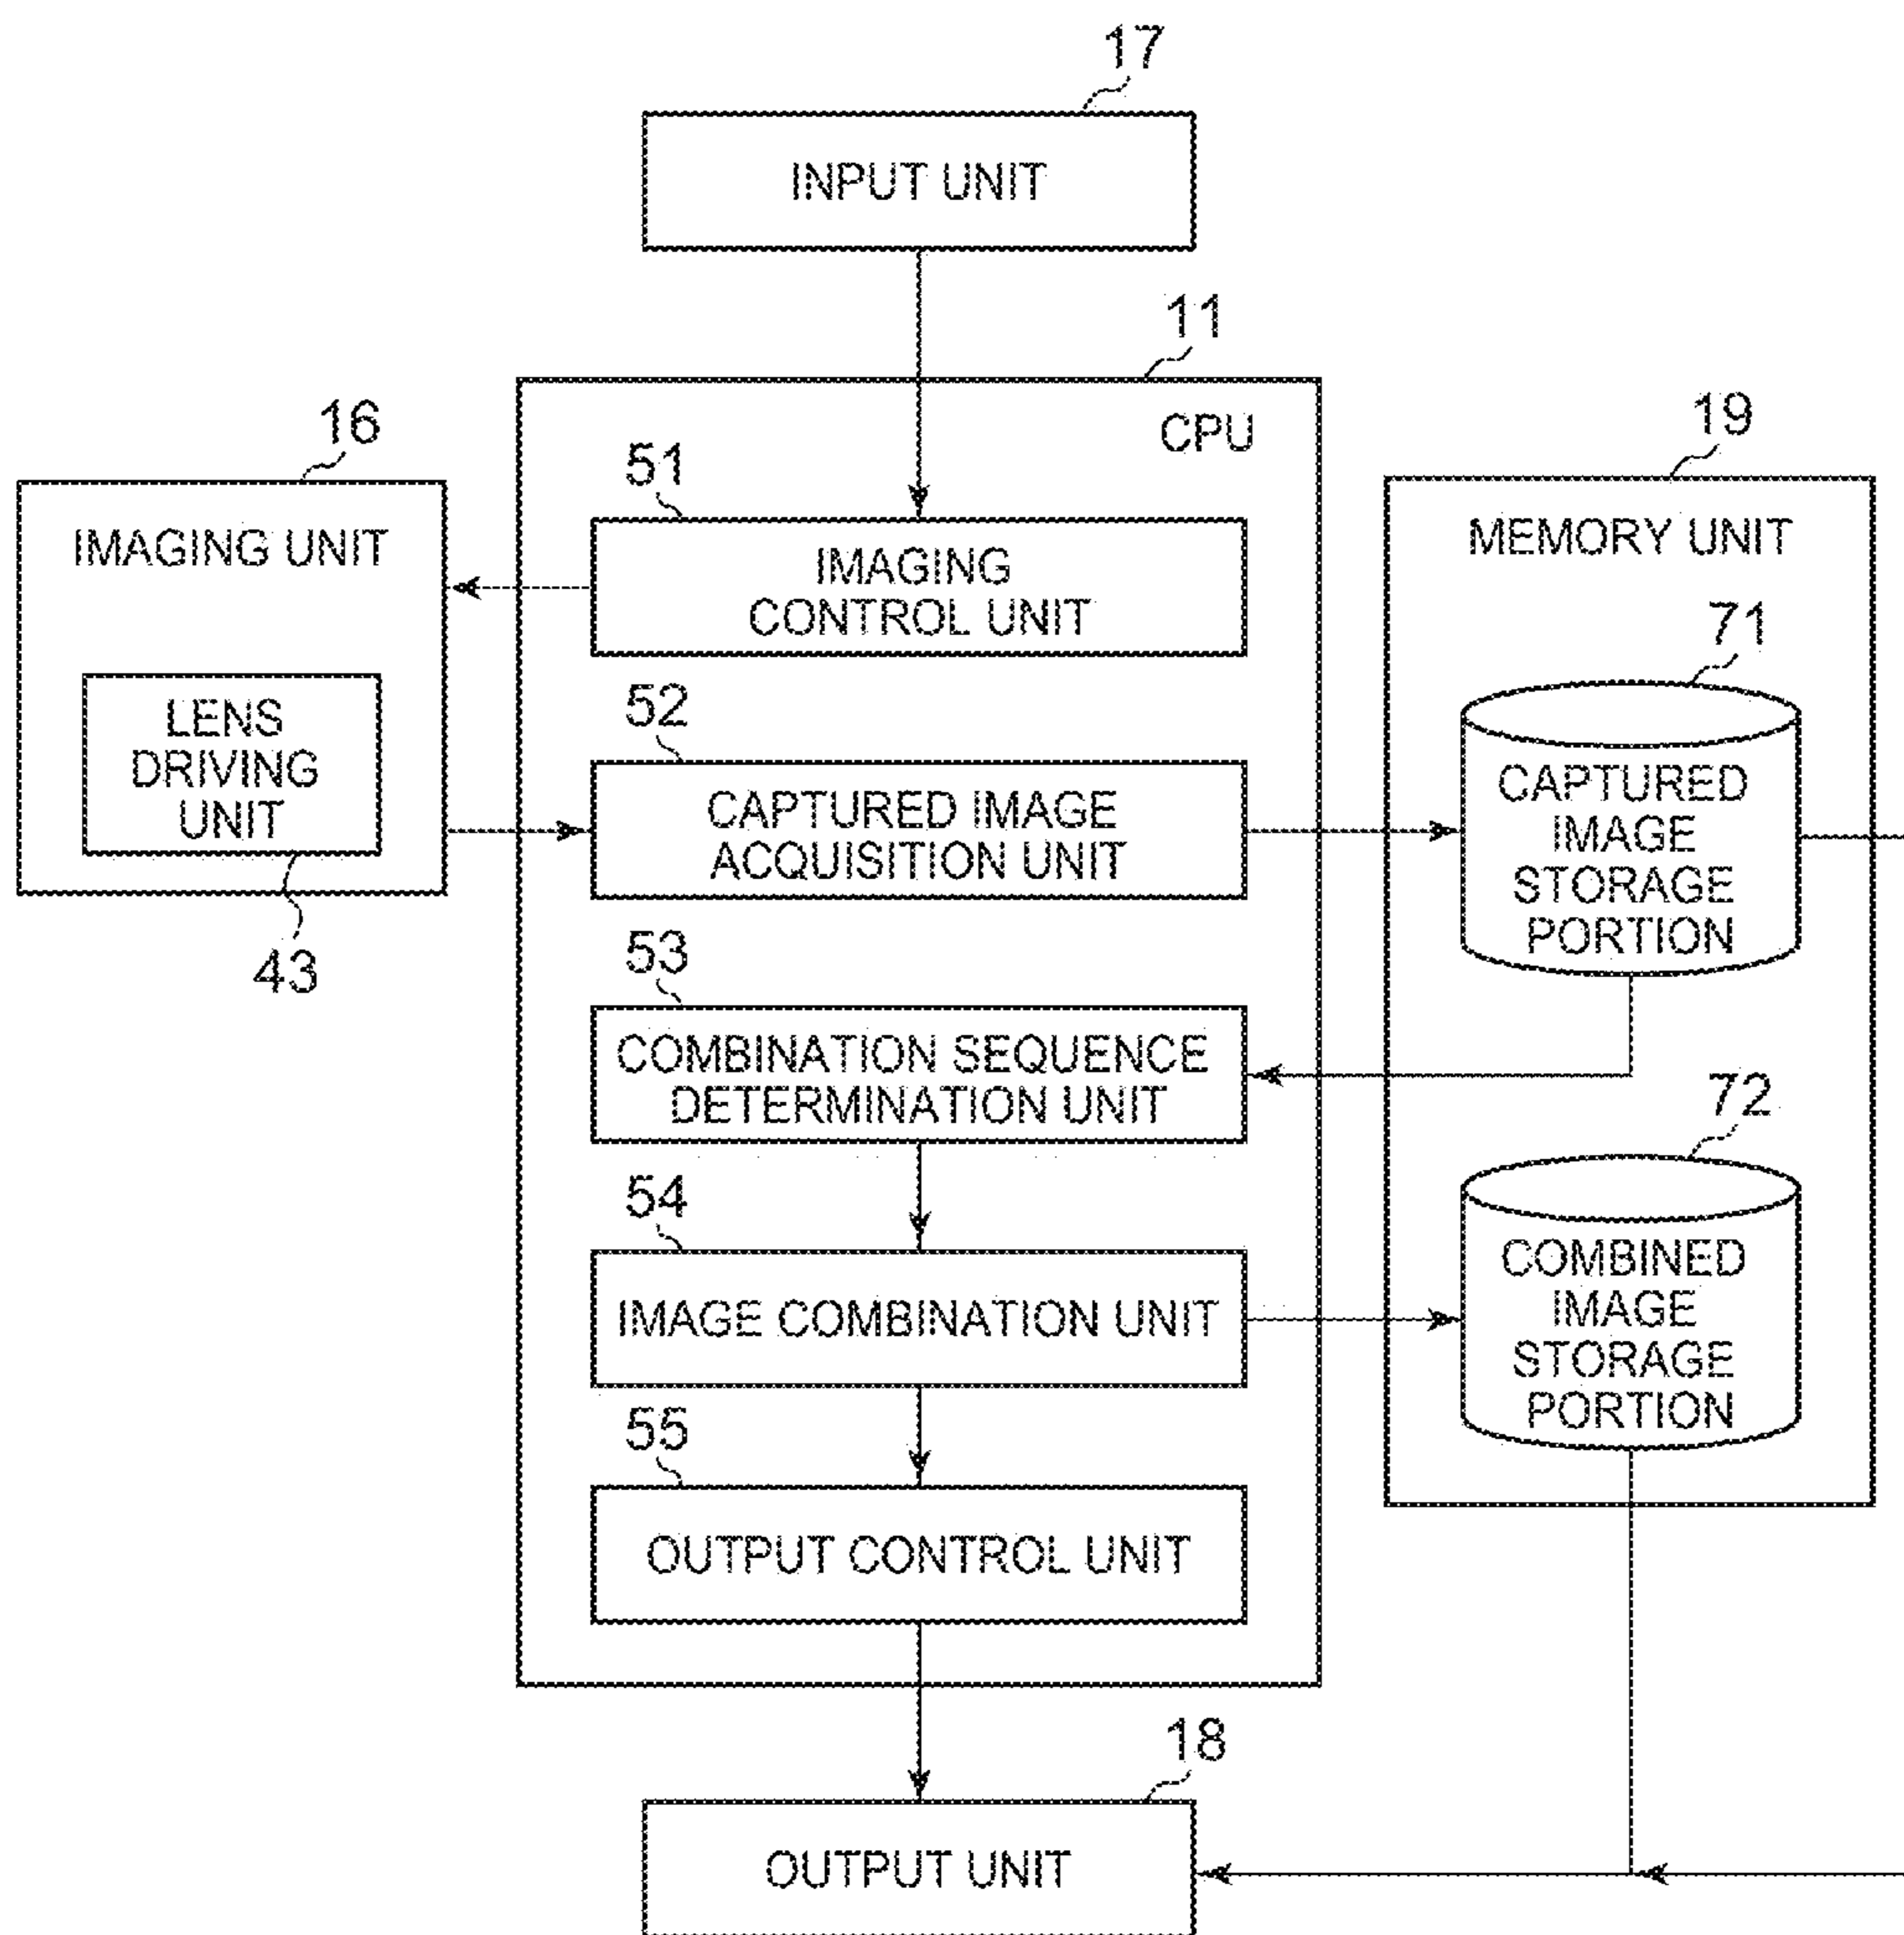 17
INPUT UNIT
11
CPU
16
IMAGING UNIT
LENS
DRIVING
UNIT
43
51
IMAGING
CONTROL UNIT
52
CAPTURED IMAGE
ACQUISITION UNIT
53
COMBINATION SEQUENCE
DETERMINATION UNIT
54
IMAGE COMBINATION UNIT
55
OUTPUT CONTROL UNIT
19
MEMORY UNIT
71
CAPTURED
IMAGE
STORAGE
PORTION
72
COMBINED
IMAGE
STORAGE
PORTION
18
OUTPUT UNIT